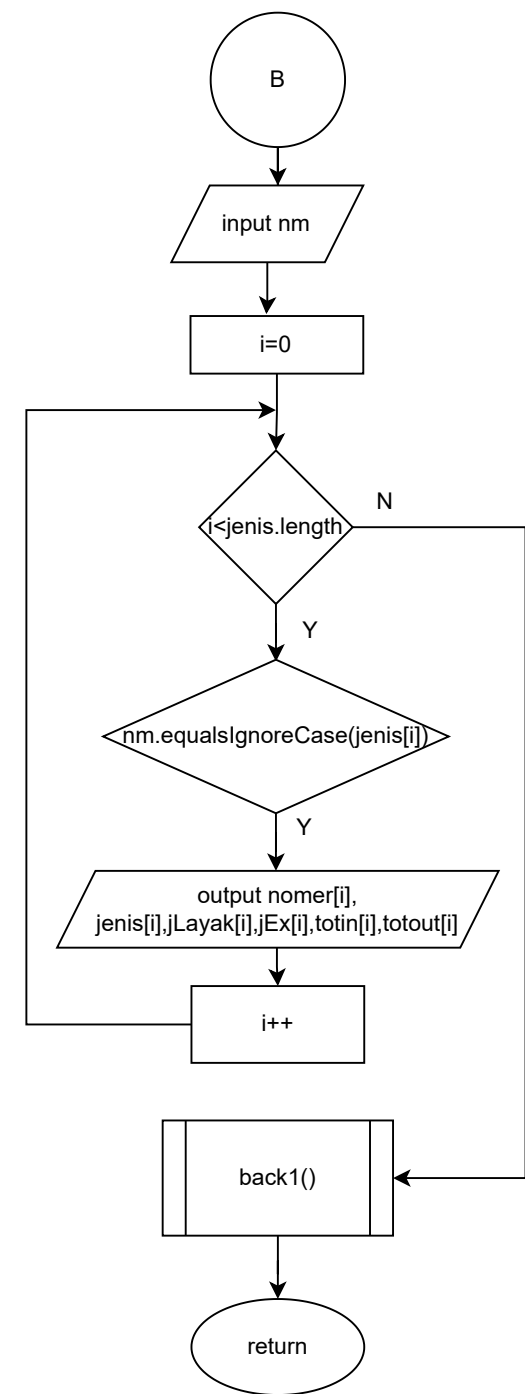 B
input nm
i=0
i<jenis.length
N
Y
nm.equalsIgnoreCase(jenis[i])
Y
output nomer[i],
jenis[i],jLayak[i],jEx[i],totin[i],totout[i]
i++
back1()
return